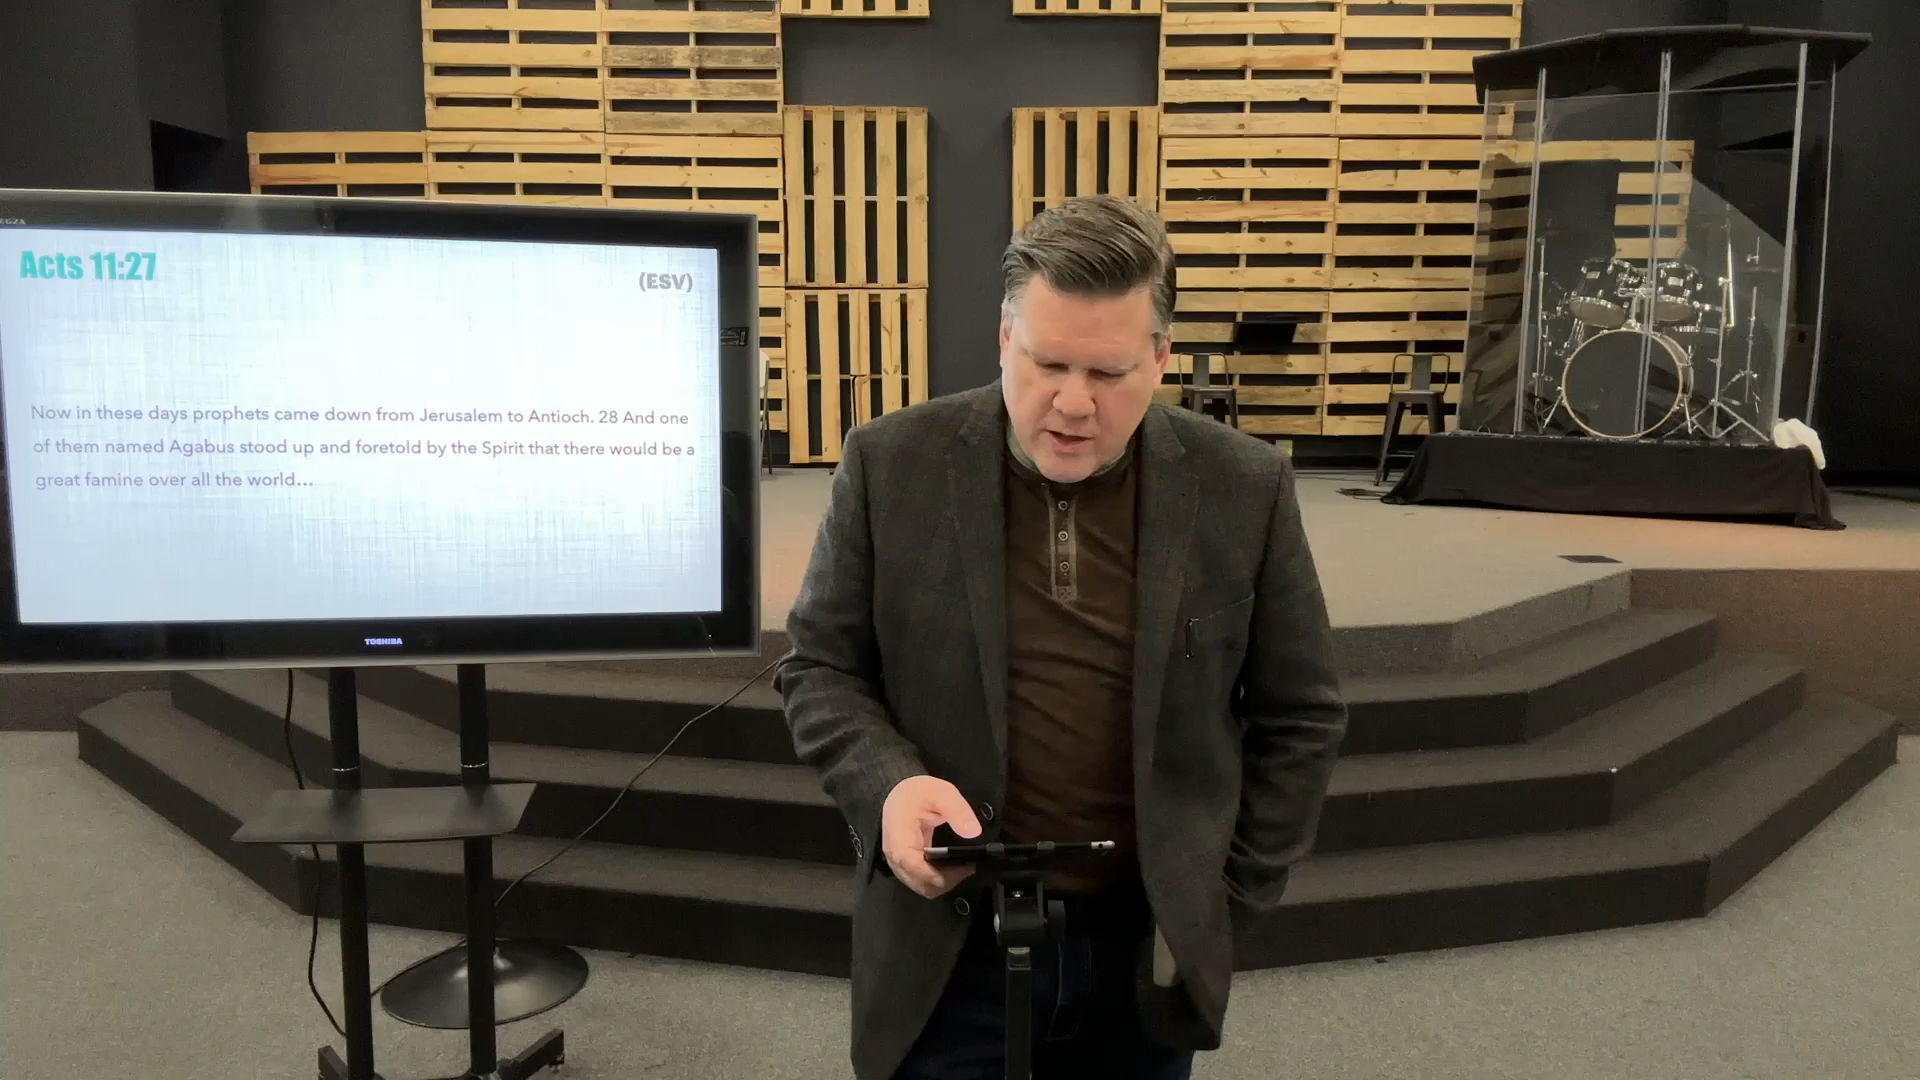 Acts 11:27
(ESV)
Now in these days prophets came down from Jerusalem to Antioch. 28 And one
of them named Agabus stood up and foretold by the Spirit that there would be a
great famine over all the world...
TOSHIBA